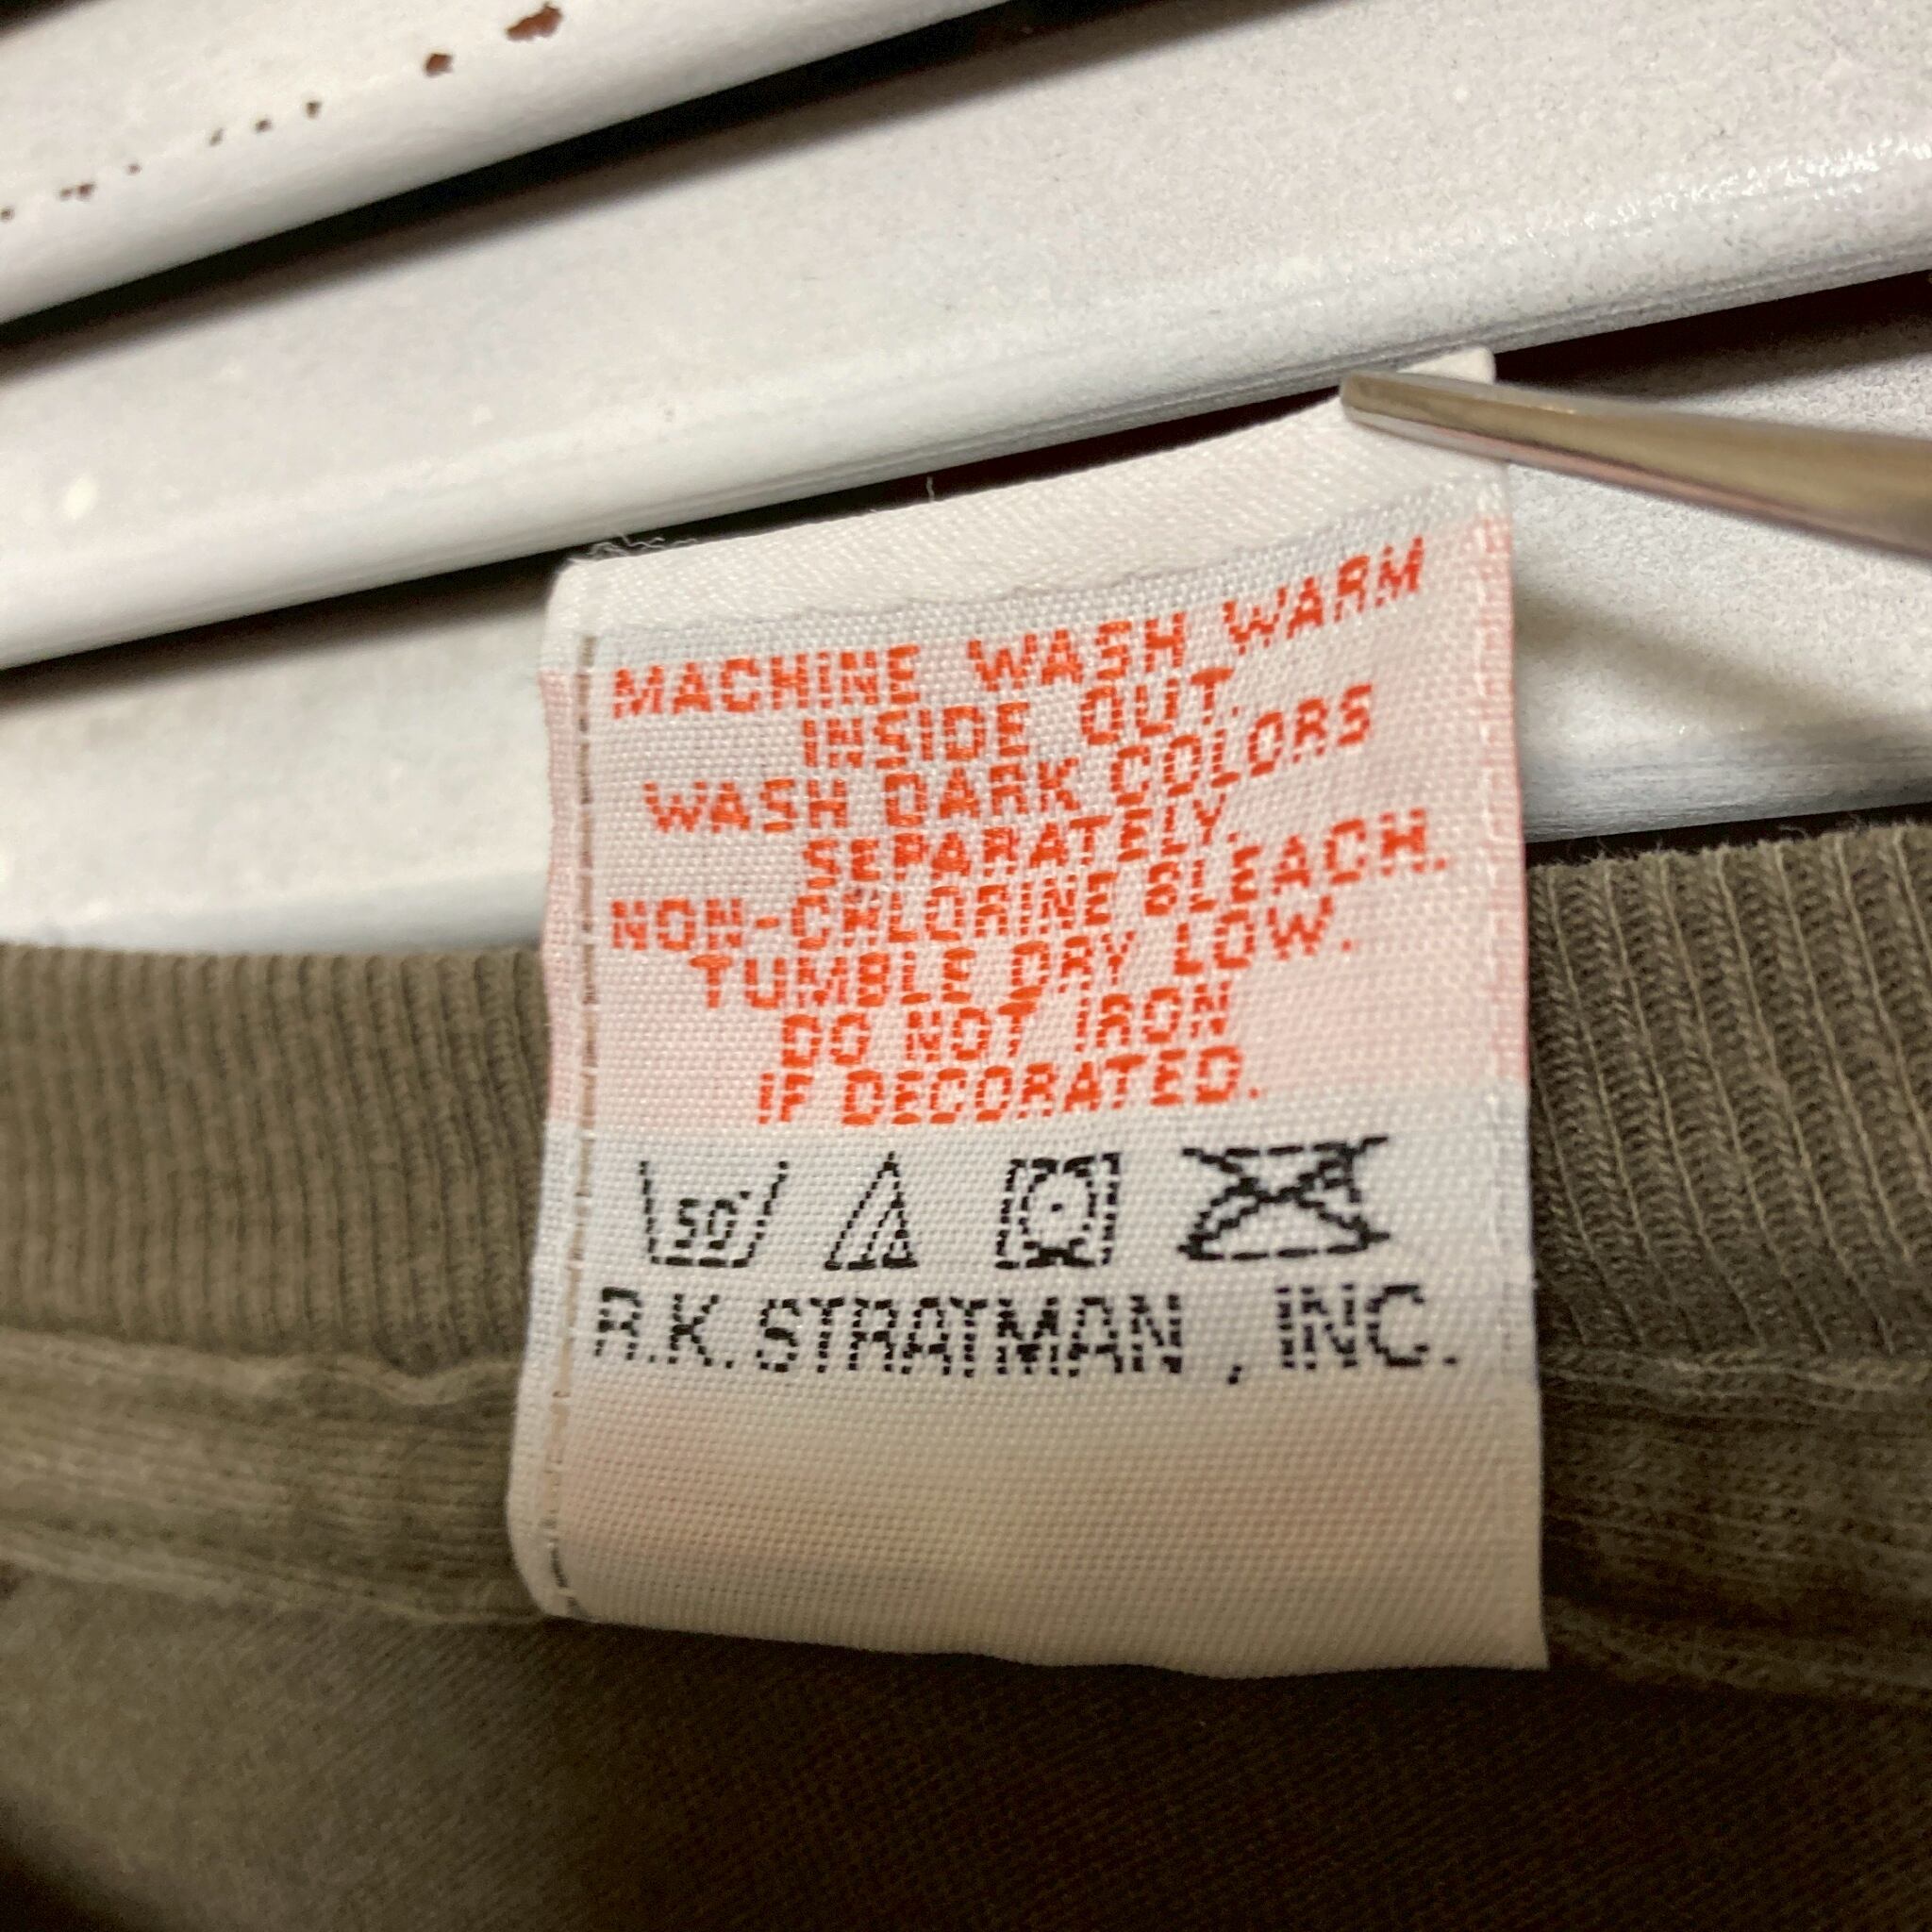 MACHINE WASH WARM
INSIDE OUT.
WASH DARK COLORS
SEPARATELY.
NON-CHLORINE BLEACH.
TUMBLE DRY LOW.
DO NOT IRON
IF DECORATED.
50°
R.K. STRATMAN, INC.